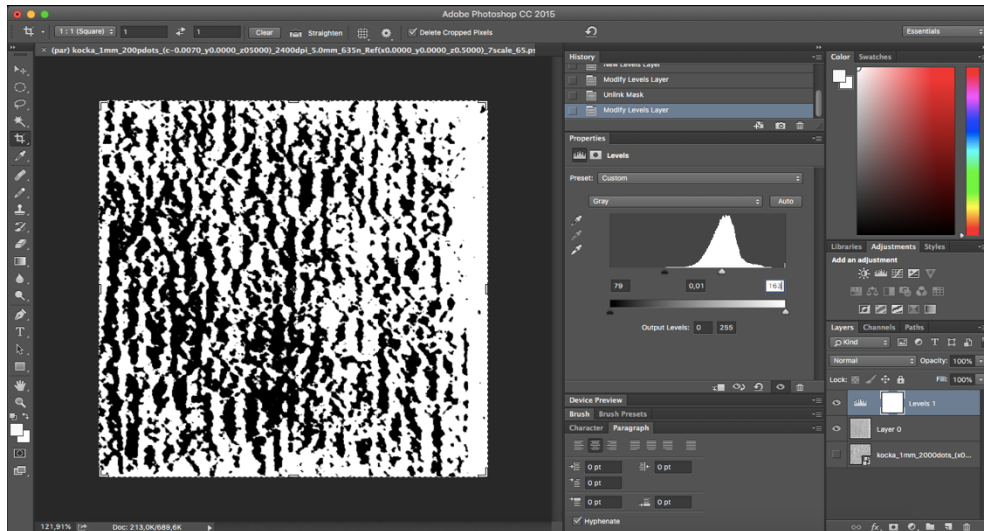 Adobe Photoshop CC 2015
1 : 1 (Square) 1 1 Clear Straighten Delete Cropped Pixels Essentials
× (par) kocka_1mm_200pdots_(c-0.0070_y0.0000_z05000)_2400dpi_5.0mm_635n_Ref(x0.0000_y0.0000_z0.5000)_7scale_65.ps
History
New Levels Layer
Modify Levels Layer
Unlink Mask
Modify Levels Layer
Properties
Levels
Preset: Custom
Gray Auto
79 0,01 163
Output Levels: 0 255
Device Preview
Brush Brush Presets
Character Paragraph
0 pt 0 pt
0 pt
0 pt 0 pt
Hyphenate
Color Swatches
Libraries Adjustments Styles
Add an adjustment
Layers Channels Paths
Kind
Normal Opacity: 100%
Lock: Fill: 100%
Levels 1
Layer 0
kocka_1mm_2000dots_(x0...
121,91% Doc: 213,0K/689,6K